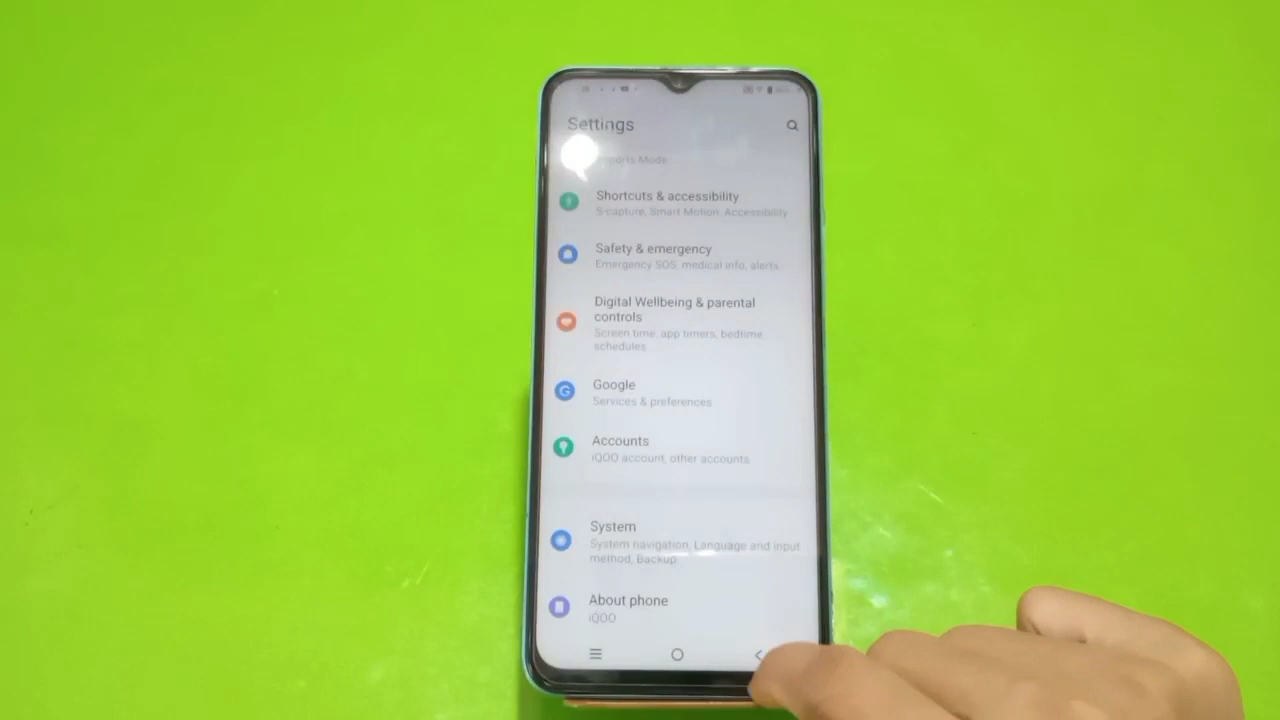 Settings
ports Mode
Shortcuts & accessibility
S-capture, Smart Motion, Accessibility
Safety & emergency
Emergency SOS, medical info, alerts
Digital Wellbeing & parental
controls
Screen time, app timers, bedtime
schedules
Google
Services & preferences
Accounts
iQOO account, other accounts
System
System navigation, Language and input
method, Backup
About phone
iQOO